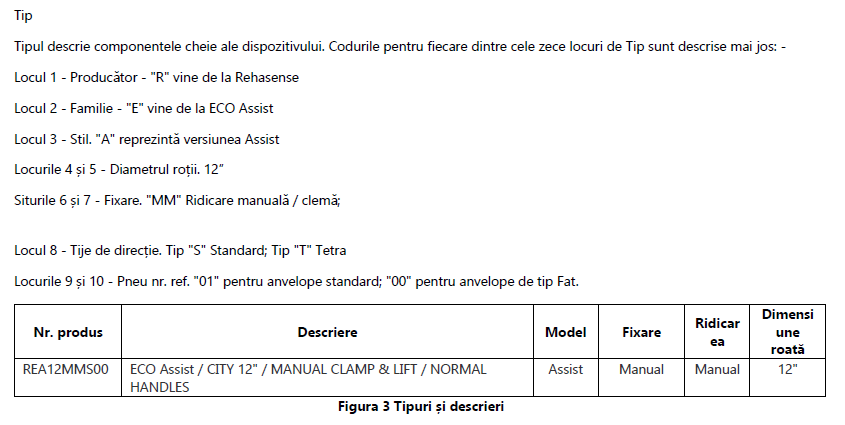 Tip
Tipul descrie componentele cheie ale dispozitivului. Codurile pentru fiecare dintre cele zece locuri de Tip sunt descrise mai jos: -
Locul 1 - Producător - "R" vine de la Rehasense
Locul 2 - Familie - "E" vine de la ECO Assist
Locul 3 - Stil. "A" reprezintă versiunea Assist
Locurile 4 și 5 - Diametrul roții. 12”
Siturile 6 și 7 - Fixare. "MM" Ridicare manuală / clemă;
Locul 8 - Tije de direcție. Tip "S" Standard; Tip "T" Tetra
Locurile 9 și 10 - Pneu nr. ref. "01" pentru anvelope standard; "00" pentru anvelope de tip Fat.
Nr. produs Descriere Model Fixare Ridicar
ea Dimensi
une
roată
REA12MMS00 ECO Assist / CITY 12" / MANUAL CLAMP & LIFT / NORMAL
HANDLES Assist Manual Manual 12"
Figura 3 Tipuri și descrieri